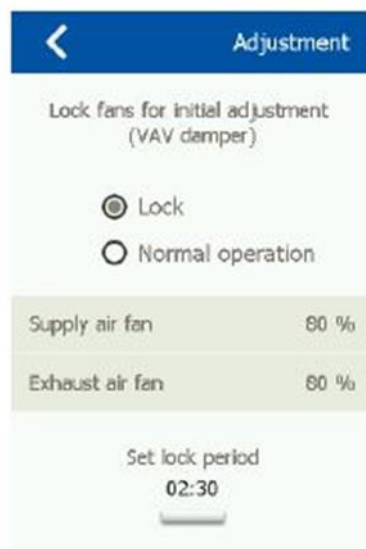 Adjustment
Lock fans for initial adjustment
(VAV damper)
Lock
Normal operation
Supply air fan 80 %
Exhaust air fan 80 %
Set lock period
02:30